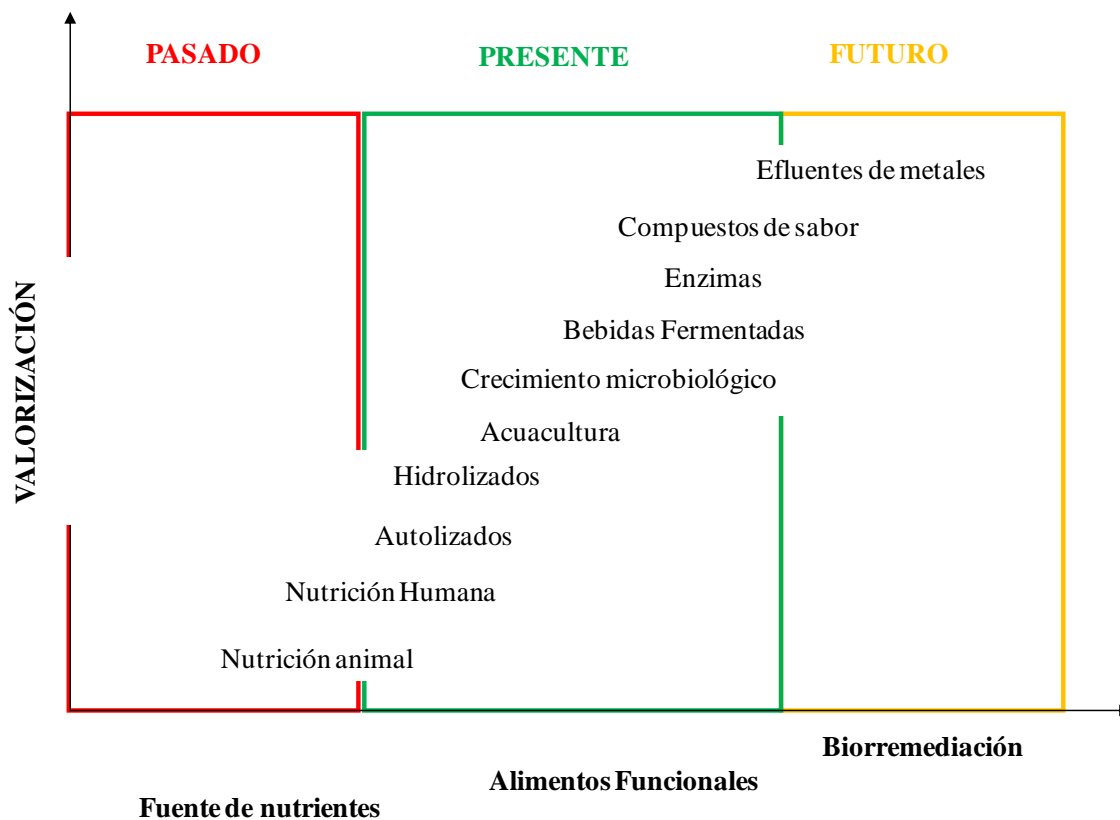 PASADO
PRESENTE
FUTURO
Efluentes de metales
Compuestos de sabor
Enzimas
Bebidas Fermentadas
Crecimiento microbiológico
Acuacultura
Hidrolizados
Autolizados
Nutrición Humana
Nutrición animal
VALORIZACIÓN
Biorremediación
Alimentos Funcionales
Fuente de nutrientes